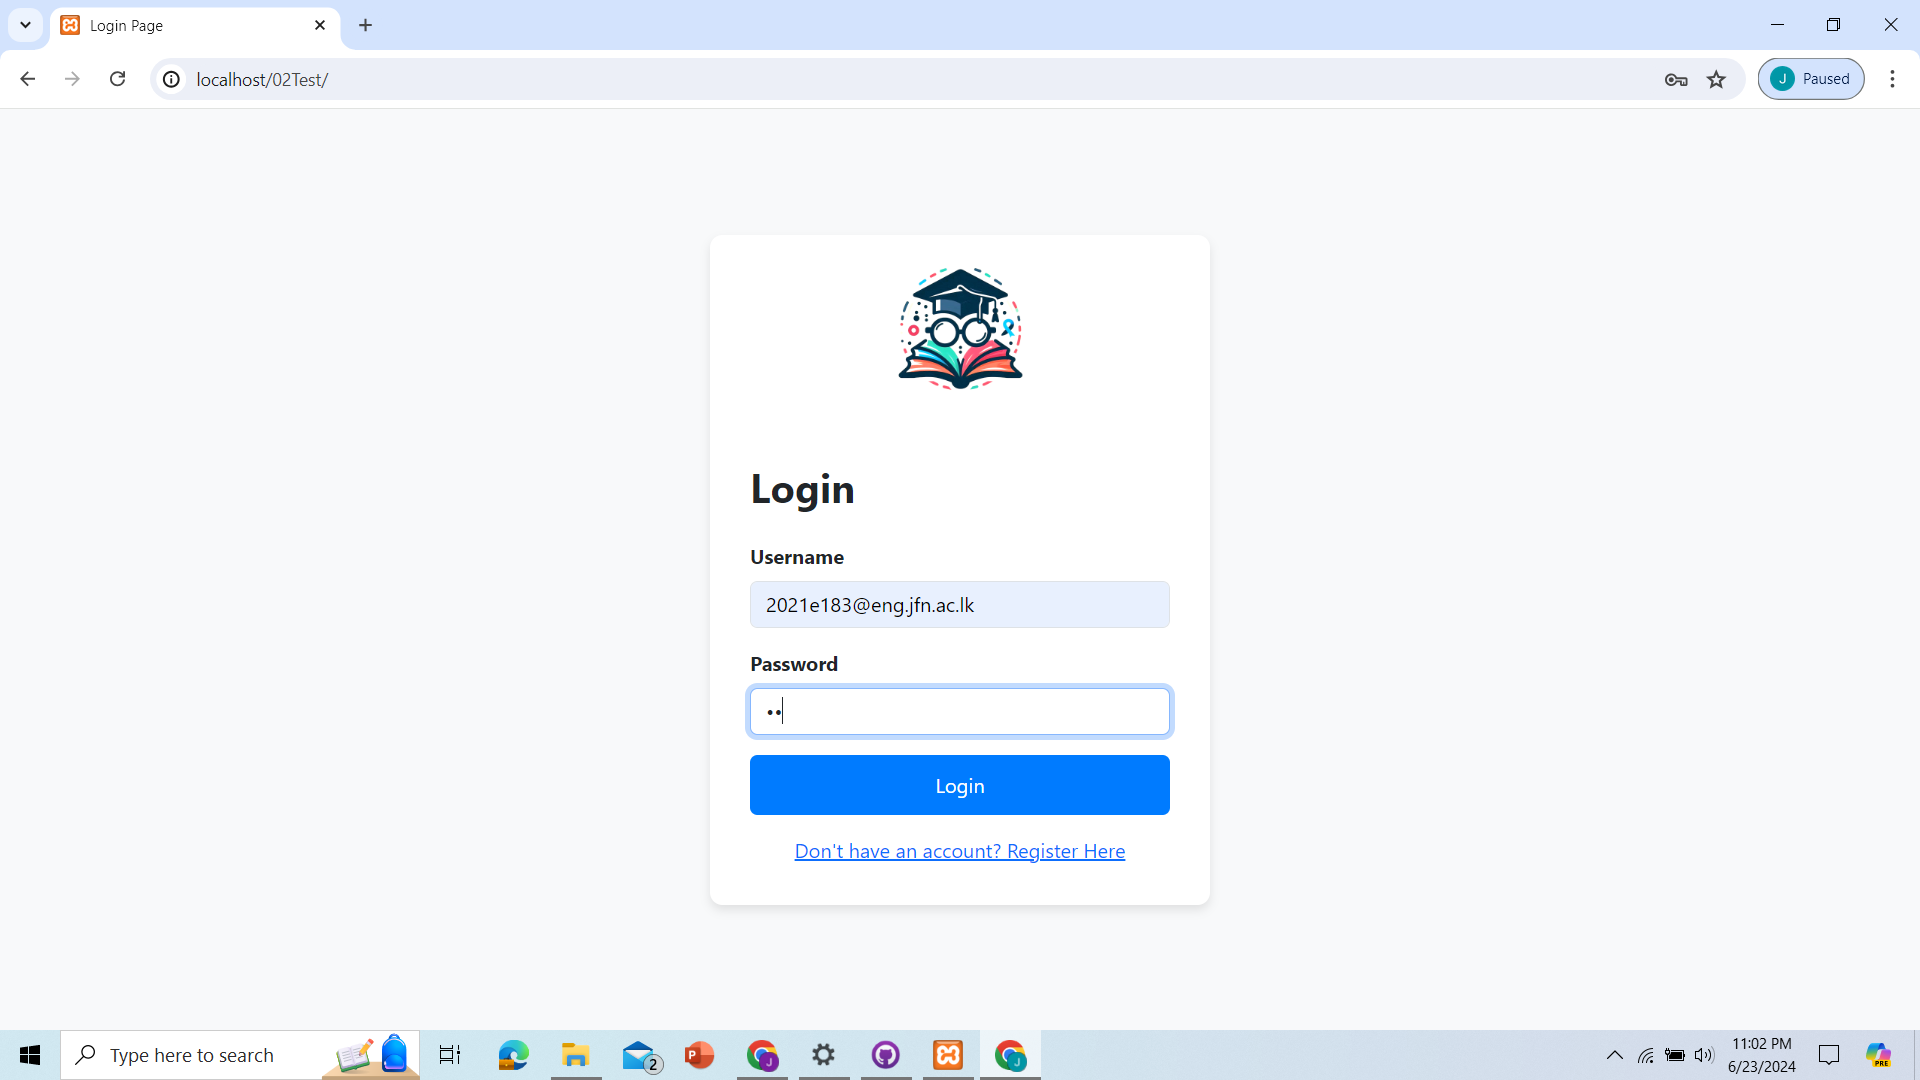 Login Page
localhost/02Test/
J Paused
Login
Username
2021e183@eng.jfn.ac.lk
Password
••
Login
Don't have an account? Register Here
Type here to search
2
P
J
J
11:02 PM
6/23/2024
PRE